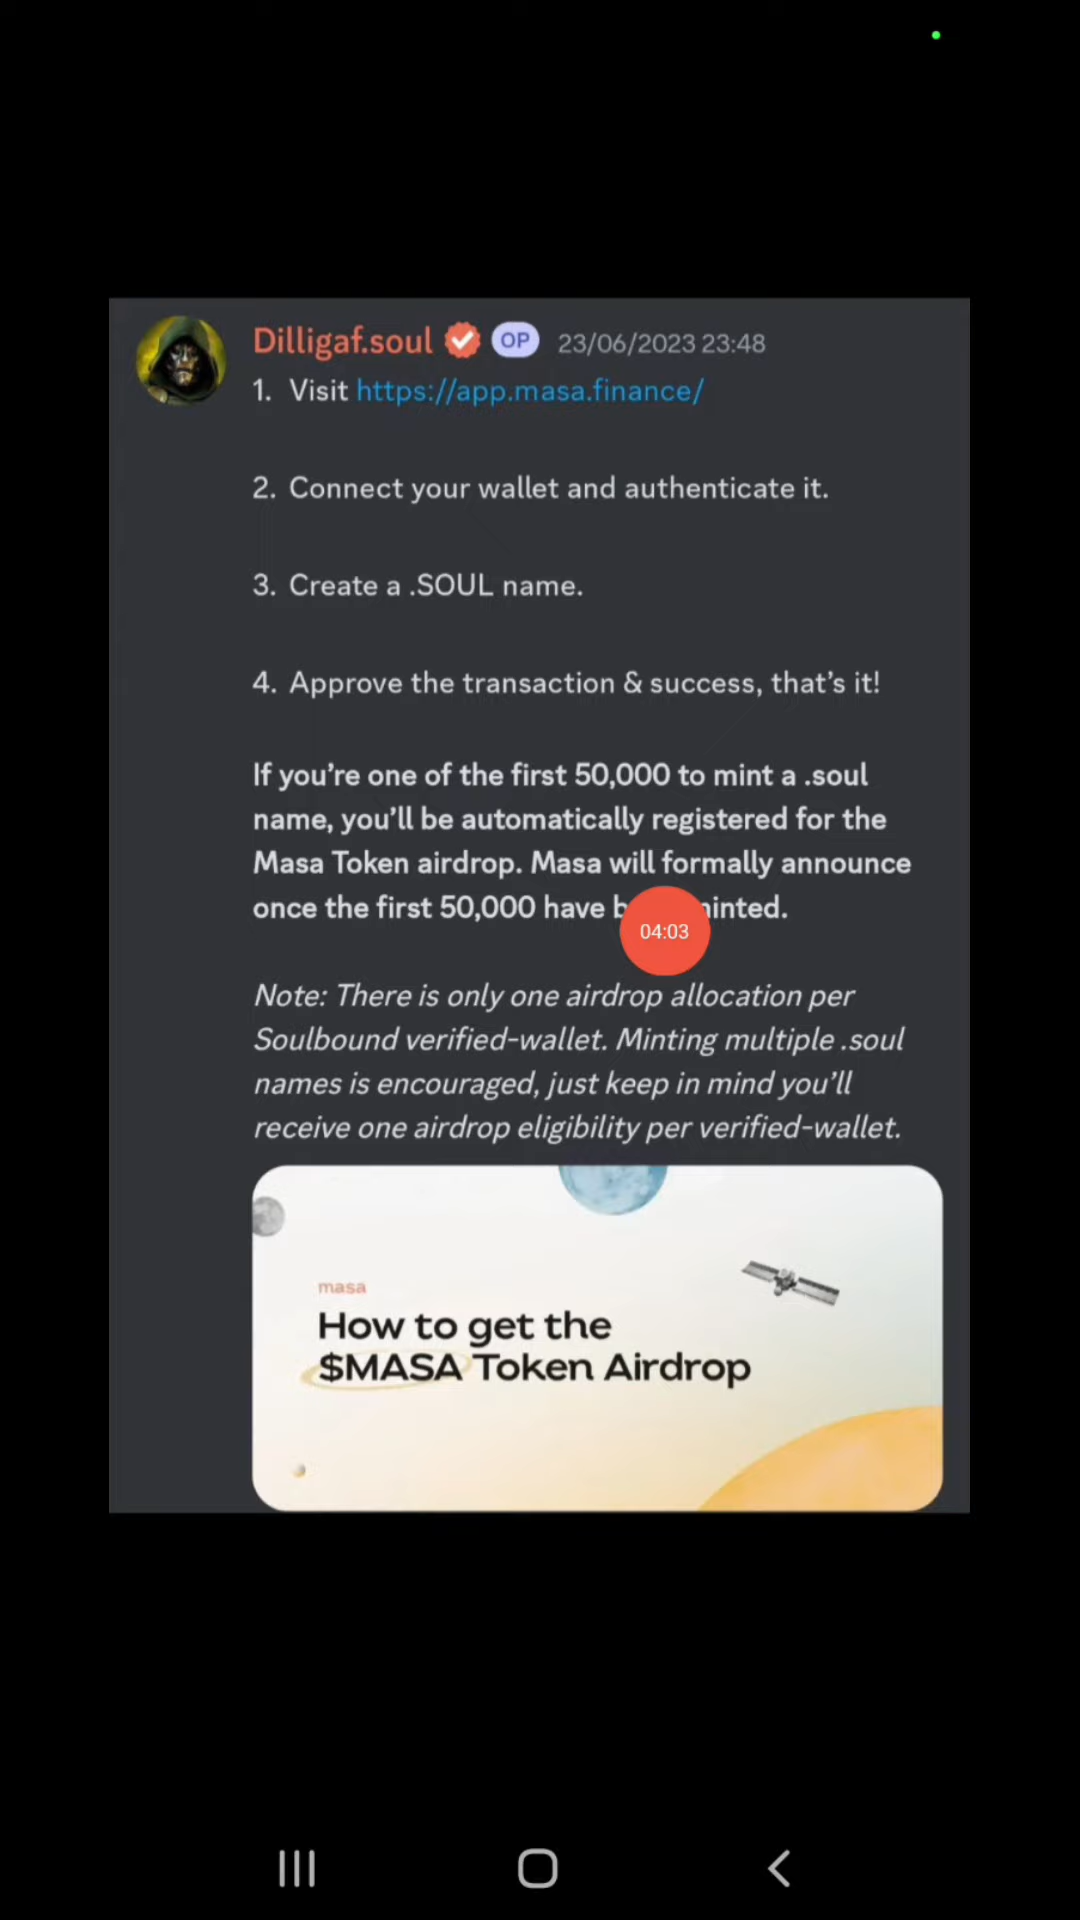 Dilligaf.soul OP 23/06/2023 23:48
1. Visit https://app.masa.finance/
2. Connect your wallet and authenticate it.
3. Create a .SOUL name.
4. Approve the transaction & success, that's it!
If you're one of the first 50,000 to mint a .soul
name, you'll be automatically registered for the
Masa Token airdrop. Masa will formally announce
once the first 50,000 have
04:03
Note: There is only one airdrop allocation per
Soulbound verified-wallet. Minting multiple .soul
names is encouraged, just keep in mind you'll
receive one airdrop eligibility per verified-wallet.
masa
How to get the
$MASA Token Airdrop